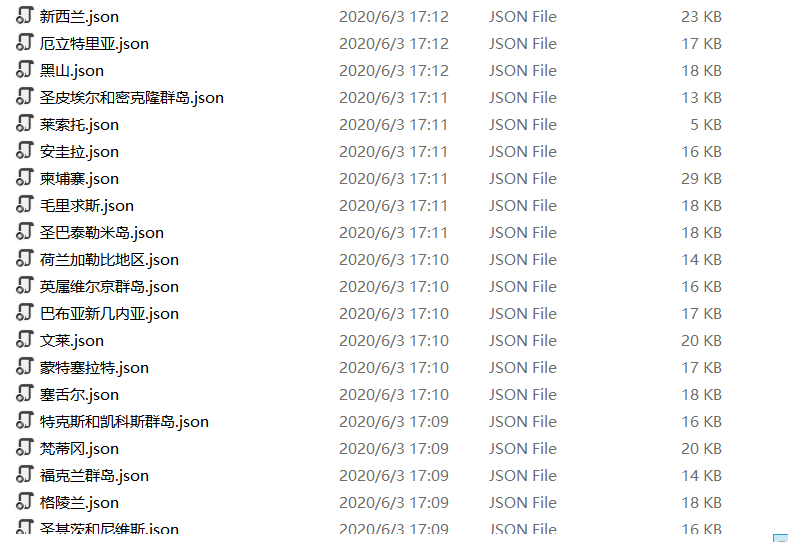 新西兰.json 2020/6/3 17:12 JSON File 23 KB
厄立特里亚.json 2020/6/3 17:12 JSON File 17 KB
黑山.json 2020/6/3 17:12 JSON File 18 KB
圣皮埃尔和密克隆群岛.json 2020/6/3 17:11 JSON File 13 KB
莱索托.json 2020/6/3 17:11 JSON File 5 KB
安圭拉.json 2020/6/3 17:11 JSON File 16 KB
柬埔寨.json 2020/6/3 17:11 JSON File 29 KB
毛里求斯.json 2020/6/3 17:11 JSON File 18 KB
圣巴泰勒米岛.json 2020/6/3 17:11 JSON File 18 KB
荷兰加勒比地区.json 2020/6/3 17:10 JSON File 14 KB
英属维尔京群岛.json 2020/6/3 17:10 JSON File 16 KB
巴布亚新几内亚.json 2020/6/3 17:10 JSON File 17 KB
文莱.json 2020/6/3 17:10 JSON File 20 KB
蒙特塞拉特.json 2020/6/3 17:10 JSON File 17 KB
塞舌尔.json 2020/6/3 17:10 JSON File 18 KB
特克斯和凯科斯群岛.json 2020/6/3 17:09 JSON File 16 KB
梵蒂冈.json 2020/6/3 17:09 JSON File 20 KB
福克兰群岛.json 2020/6/3 17:09 JSON File 14 KB
格陵兰.json 2020/6/3 17:09 JSON File 18 KB
圣基茨和尼维斯.json 2020/6/3 17:09 JSON File 16 KB